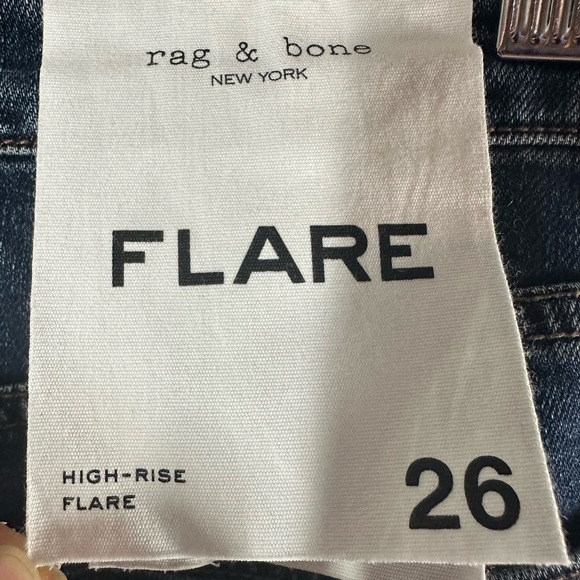 rag & bone
NEW YORK
FLARE
HIGH-RISE
FLARE
26